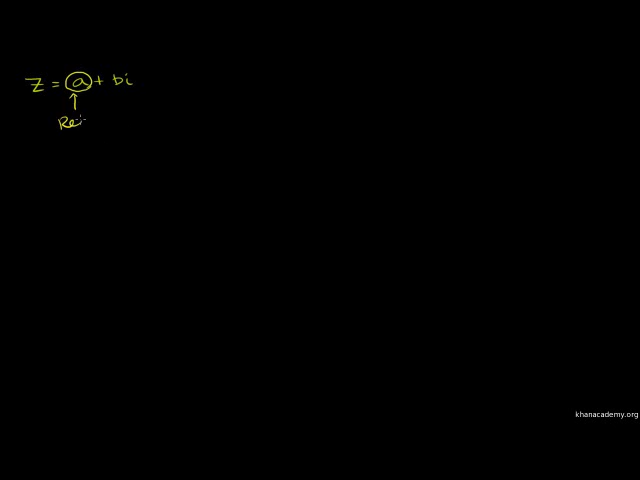 z = a + bi
Re
khanacademy.org